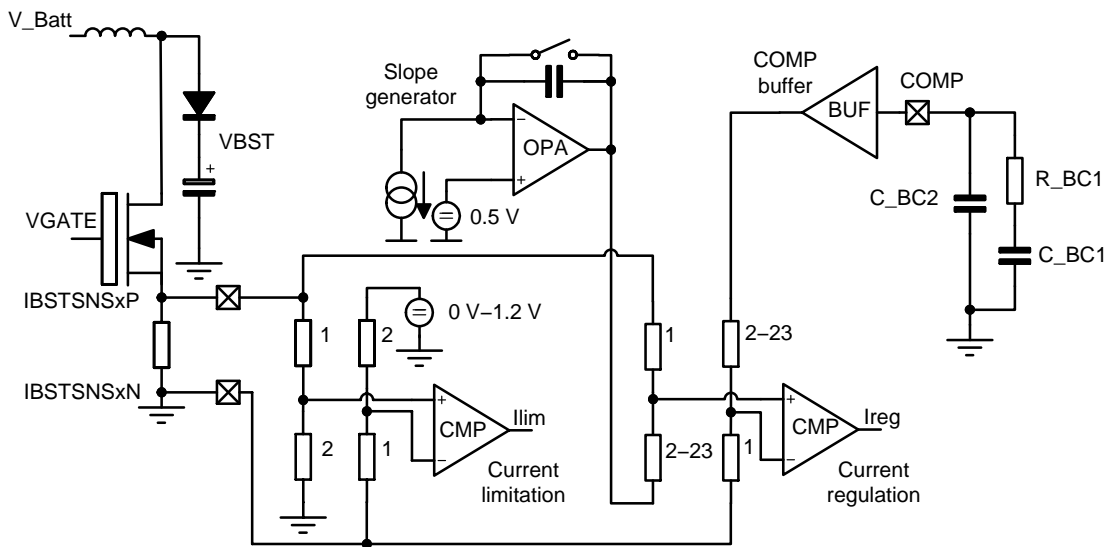 V_Batt
Slope
generator
COMP
buffer
COMP
BUF
VBST
+
−
OPA
+
R_BC1
VGATE
=
0.5 V
C_BC2
C_BC1
IBSTSNSxP
=
0 V−1.2 V
1
2
1
2−23
IBSTSNSxN
+
CMP
−
Ilim
+
CMP
−
Ireg
2
1
2−23
1
Current
limitation
Current
regulation